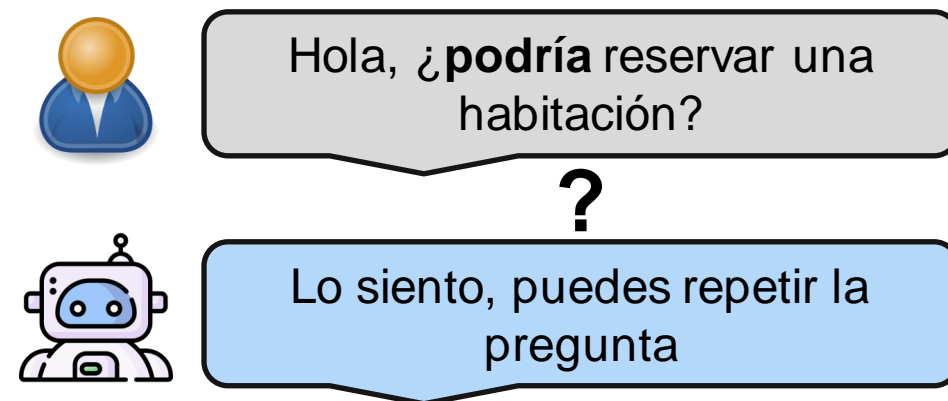 Hola, ¿podría reservar una
habitación?
?
Lo siento, puedes repetir la
pregunta